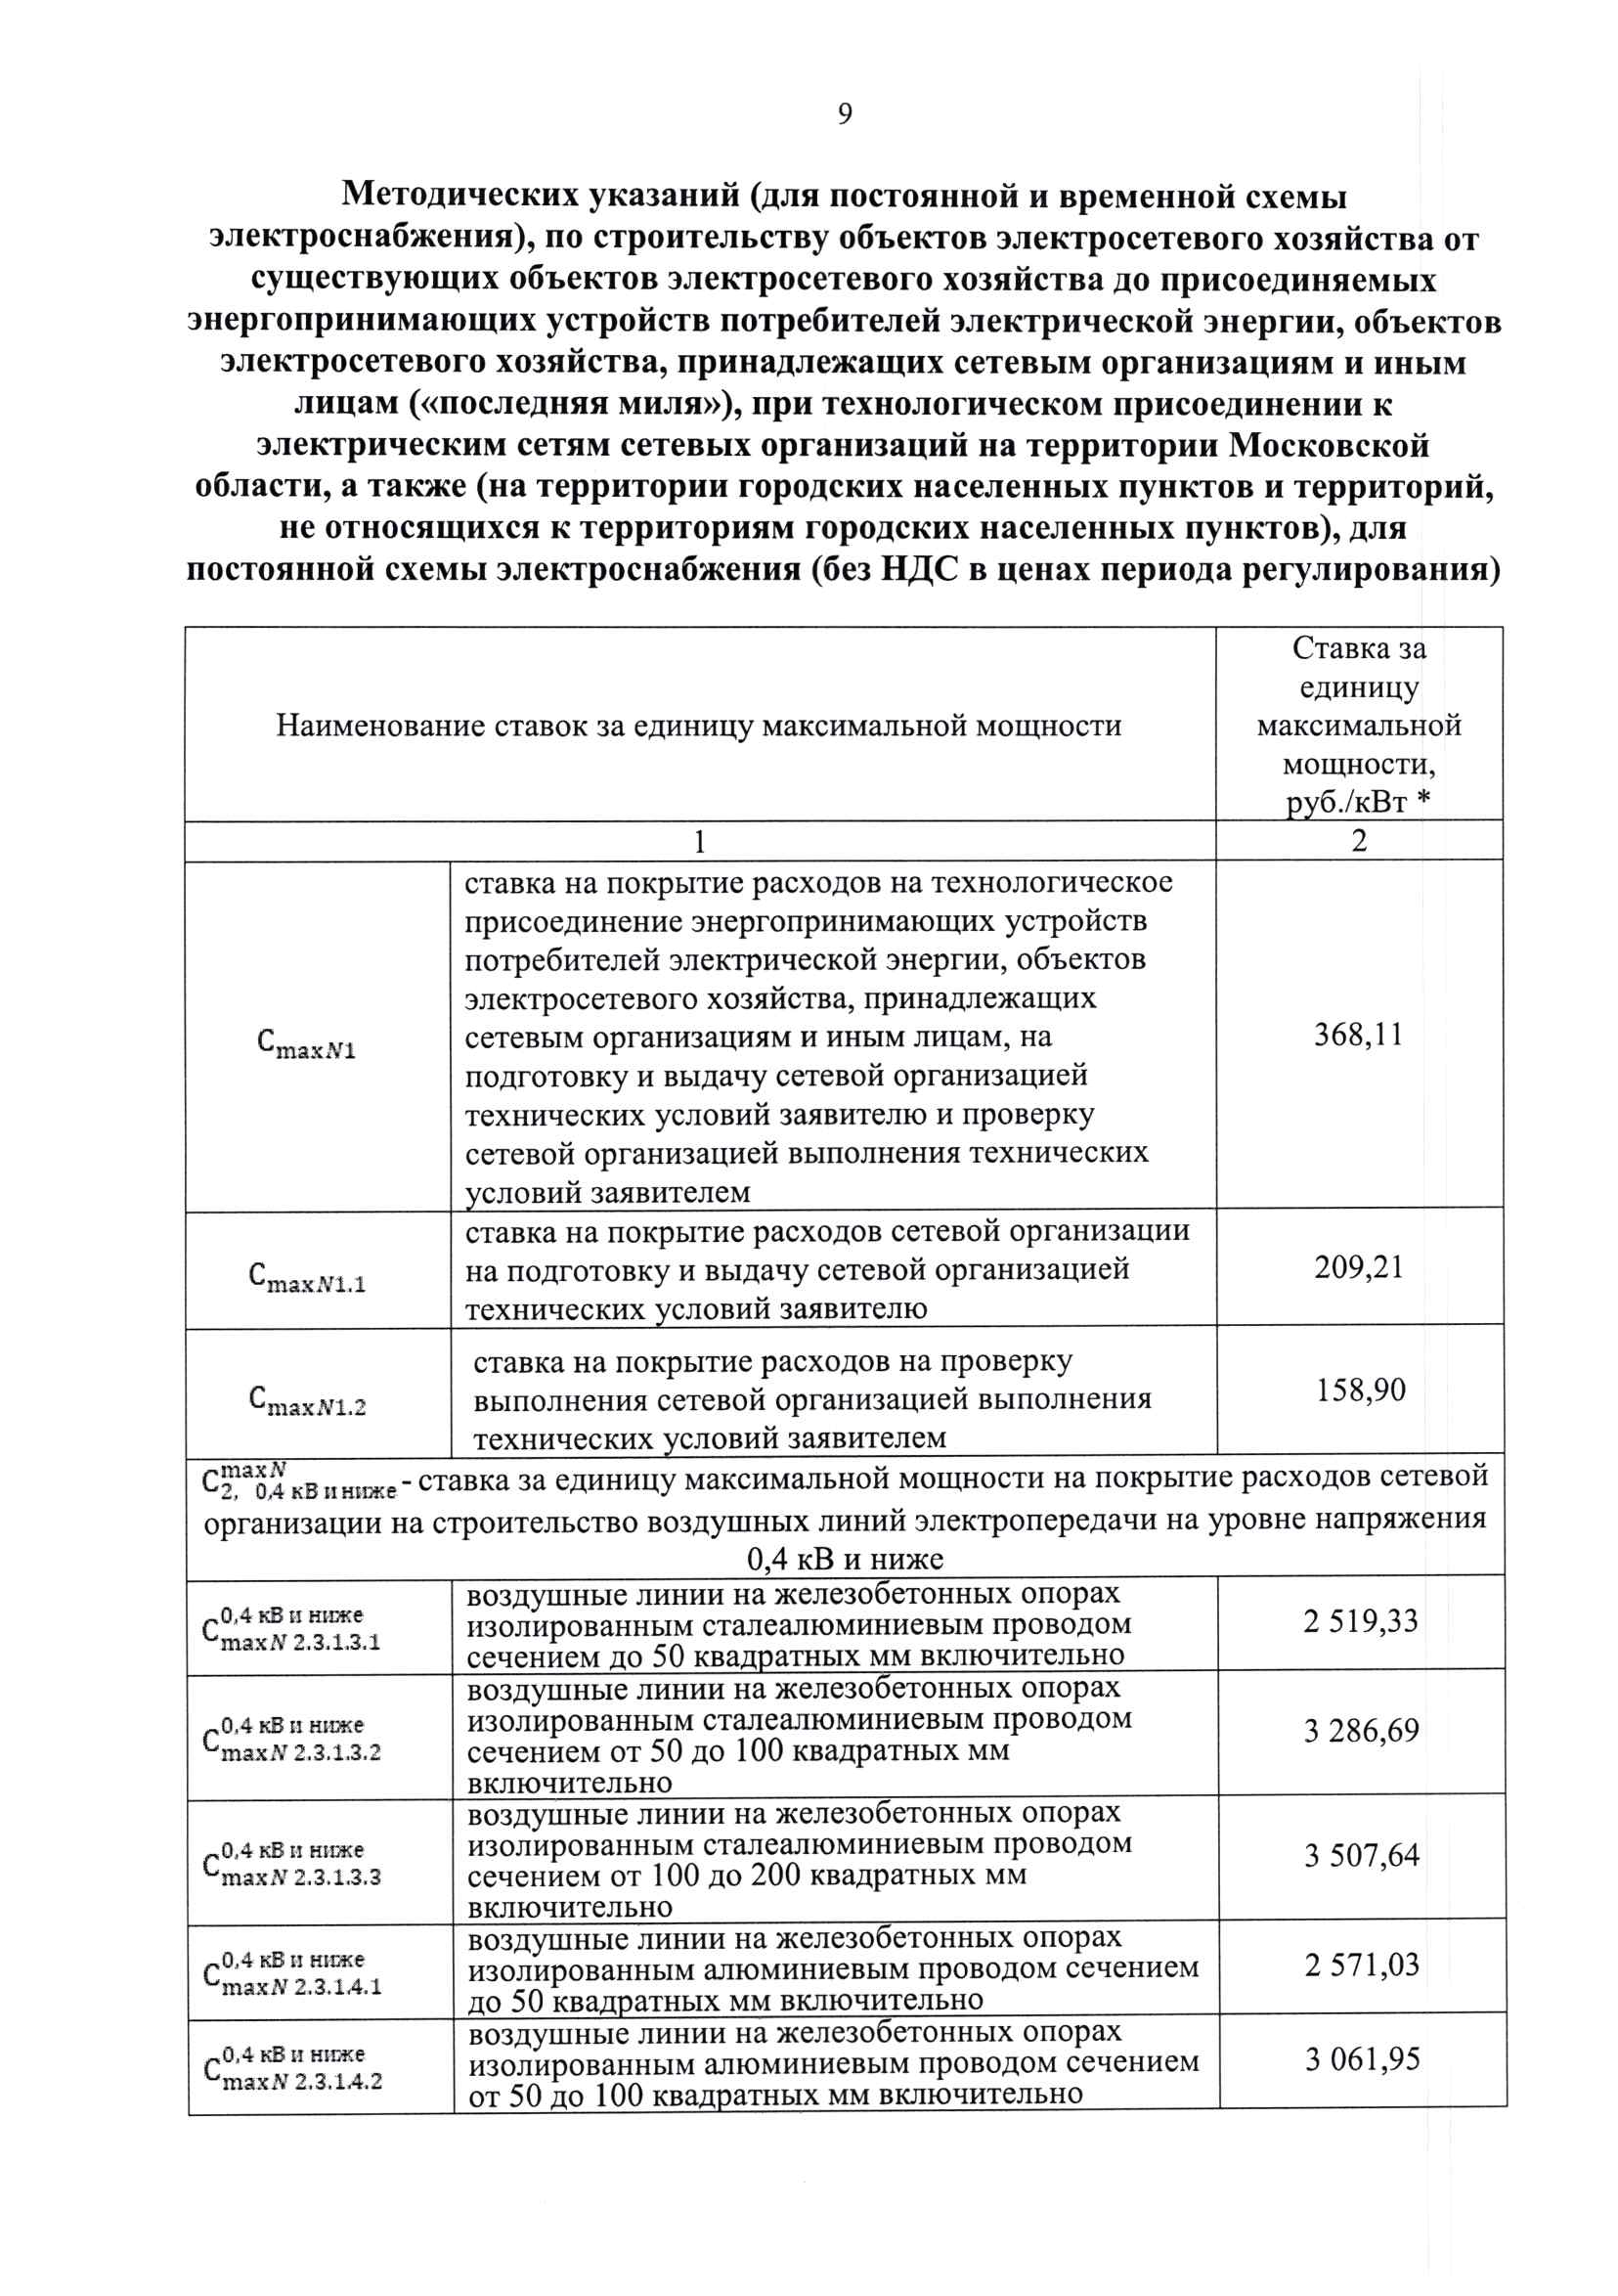 9
Методических указаний (для постоянной и временной схемы
электроснабжения), по строительству объектов электросетевого хозяйства от
существующих объектов электросетевого хозяйства до присоединяемых
энергопринимающих устройств потребителей электрической энергии, объектов
электросетевого хозяйства, принадлежащих сетевым организациям и иным
лицам («последняя миля»), при технологическом присоединении к
электрическим сетям сетевых организаций на территории Московской
области, а также (на территории городских населенных пунктов и территорий,
не относящихся к территориям городских населенных пунктов), для
постоянной схемы электроснабжения (без НДС в ценах периода регулирования)
Наименование ставок за единицу максимальной мощности
Ставка за
единицу
максимальной
мощности,
руб./кВт *
1
2
C maxN1
ставка на покрытие расходов на технологическое
присоединение энергопринимающих устройств
потребителей электрической энергии, объектов
электросетевого хозяйства, принадлежащих
сетевым организациям и иным лицам, на
подготовку и выдачу сетевой организацией
технических условий заявителю и проверку
сетевой организацией выполнения технических
условий заявителем
368,11
C maxN1.1
ставка на покрытие расходов сетевой организации
на подготовку и выдачу сетевой организацией
технических условий заявителю
209,21
C maxN1.2
ставка на покрытие расходов на проверку
выполнения сетевой организацией выполнения
технических условий заявителем
158,90
C maxN 2, 0,4 кВ и ниже - ставка за единицу максимальной мощности на покрытие расходов сетевой
организации на строительство воздушных линий электропередачи на уровне напряжения
0,4 кВ и ниже
C 0,4 кВ и ниже maxN 2.3.1.3.1
воздушные линии на железобетонных опорах
изолированным сталеалюминиевым проводом
сечением до 50 квадратных мм включительно
2 519,33
C 0,4 кВ и ниже maxN 2.3.1.3.2
воздушные линии на железобетонных опорах
изолированным сталеалюминиевым проводом
сечением от 50 до 100 квадратных мм
включительно
3 286,69
C 0,4 кВ и ниже maxN 2.3.1.3.3
воздушные линии на железобетонных опорах
изолированным сталеалюминиевым проводом
сечением от 100 до 200 квадратных мм
включительно
3 507,64
C 0,4 кВ и ниже maxN 2.3.1.4.1
воздушные линии на железобетонных опорах
изолированным алюминиевым проводом сечением
до 50 квадратных мм включительно
2 571,03
C 0,4 кВ и ниже maxN 2.3.1.4.2
воздушные линии на железобетонных опорах
изолированным алюминиевым проводом сечением
от 50 до 100 квадратных мм включительно
3 061,95